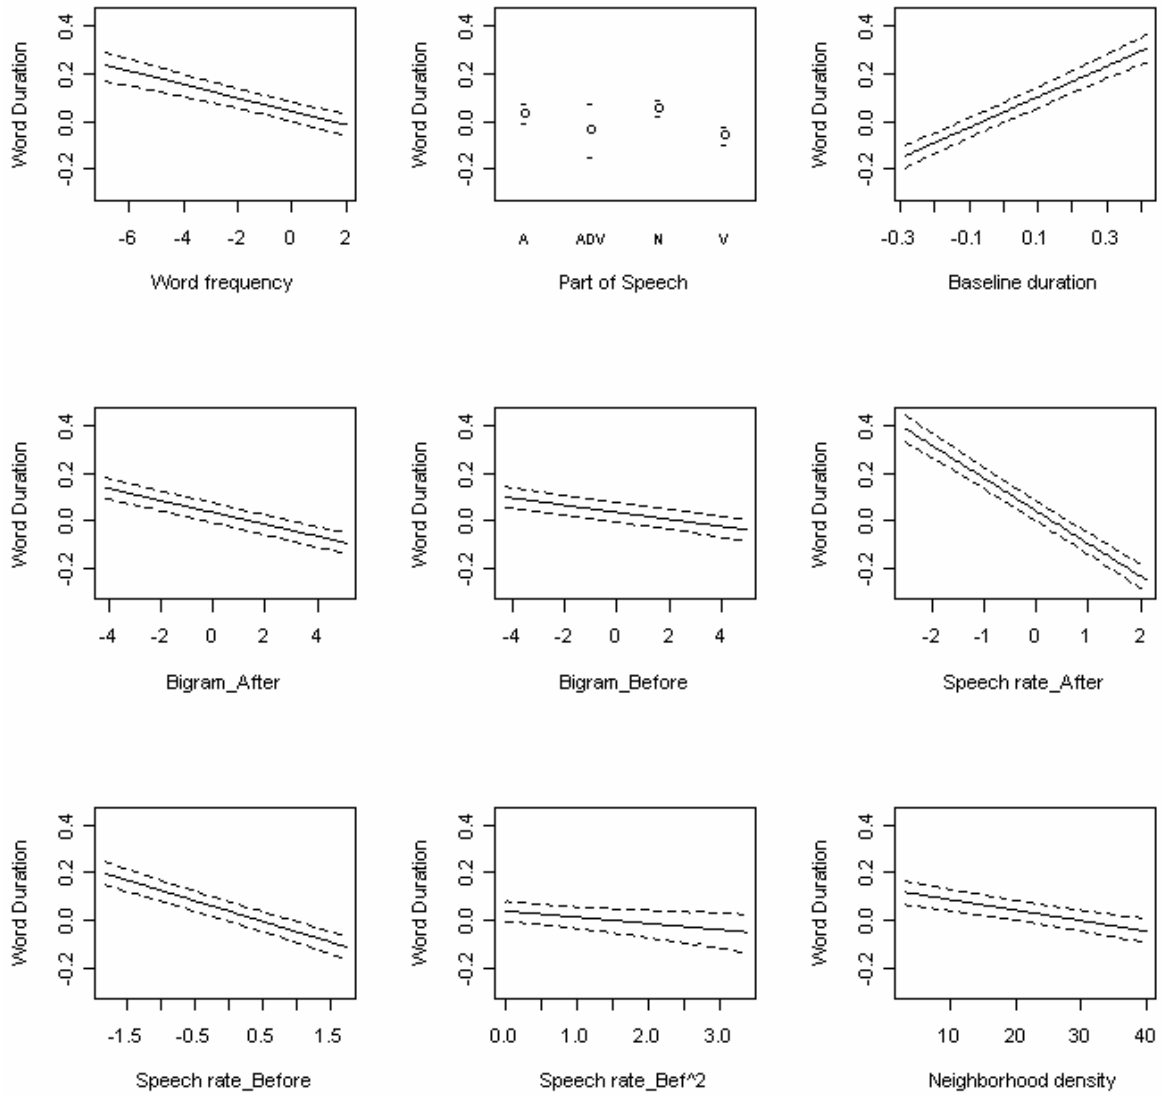 Word Duration
0.4
0.2
0.0
-0.2
-6 -4 -2 0 2
Word frequency
Word Duration
0.4
0.2
0.0
-0.2
A ADV N V
Part of Speech
Word Duration
0.4
0.2
0.0
-0.2
-0.3 -0.1 0.1 0.3
Baseline duration
Word Duration
0.4
0.2
0.0
-0.2
-4 -2 0 2 4
Bigram_After
Word Duration
0.4
0.2
0.0
-0.2
-4 -2 0 2 4
Bigram_Before
Word Duration
0.4
0.2
0.0
-0.2
-2 -1 0 1 2
Speech rate_After
Word Duration
0.4
0.2
0.0
-0.2
-1.5 -0.5 0.5 1.5
Speech rate_Before
Word Duration
0.4
0.2
0.0
-0.2
0.0 1.0 2.0 3.0
Speech rate_Bef^2
Word Duration
0.4
0.2
0.0
-0.2
10 20 30 40
Neighborhood density